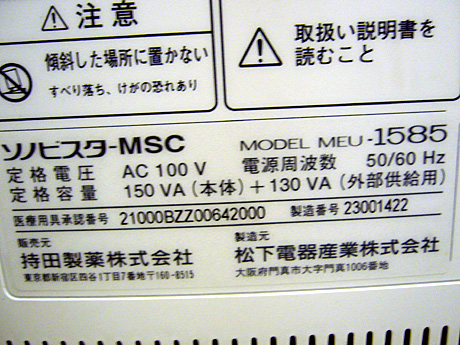 ⚠ 注意
傾斜した場所に置かない
すべり落ち、けがの恐れあり
取扱い説明書を
読むこと
ソノビスタ-MSC MODEL MEU-1585
定格電圧 AC 100 V 電源周波数 50/60 Hz
定格容量 150 VA (本体) + 130 VA (外部供給用)
医療用具承認番号 21000BZZ00642000 製造番号 23001422
販売元 製造元
持田製薬株式会社 松下電器産業株式会社
東京都新宿区四谷1丁目7番地〒160-8515 大阪府門真市大字門真1006番地